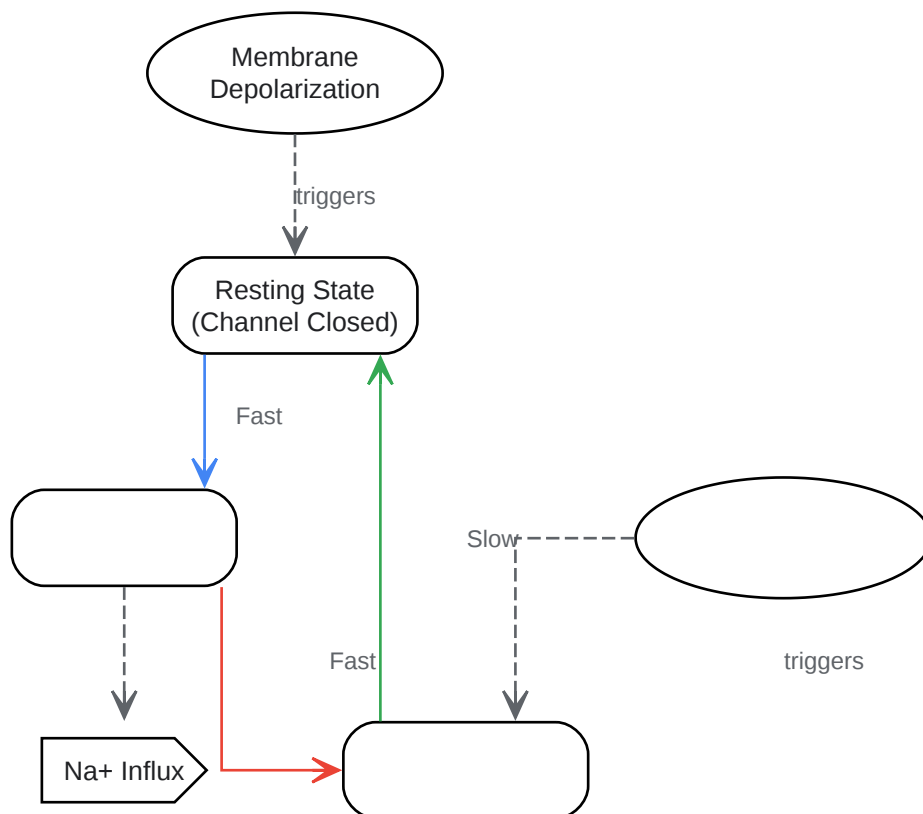 Membrane
Depolarization
triggers
Resting State
(Channel Closed)
Fast
Slow
Fast
triggers
Na+ Influx